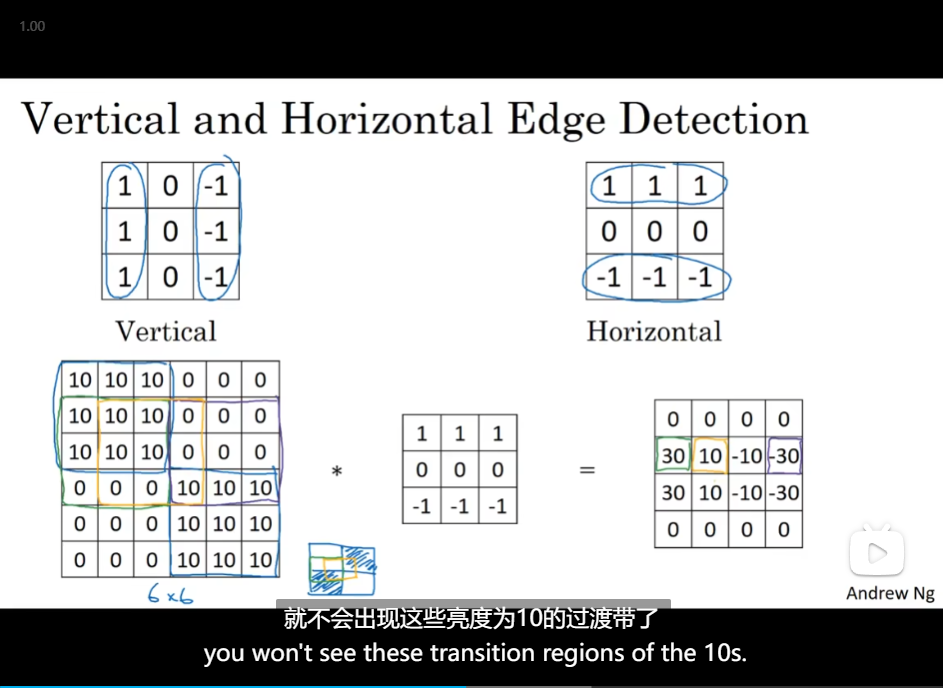 1.00
Vertical and Horizontal Edge Detection
1 0 -1
1 0 -1
1 0 -1
Vertical
1 1 1
0 0 0
-1 -1 -1
Horizontal
10 10 10 0 0 0
10 10 10 0 0 0
10 10 10 0 0 0
0 0 0 10 10 10
0 0 0 10 10 10
0 0 0 10 10 10
6×6
*
1 1 1
0 0 0
-1 -1 -1
=
0 0 0 0
30 10 -10 -30
30 10 -10 -30
0 0 0 0
Andrew Ng
就不会出现这些亮度为10的过渡带了
you won't see these transition regions of the 10s.